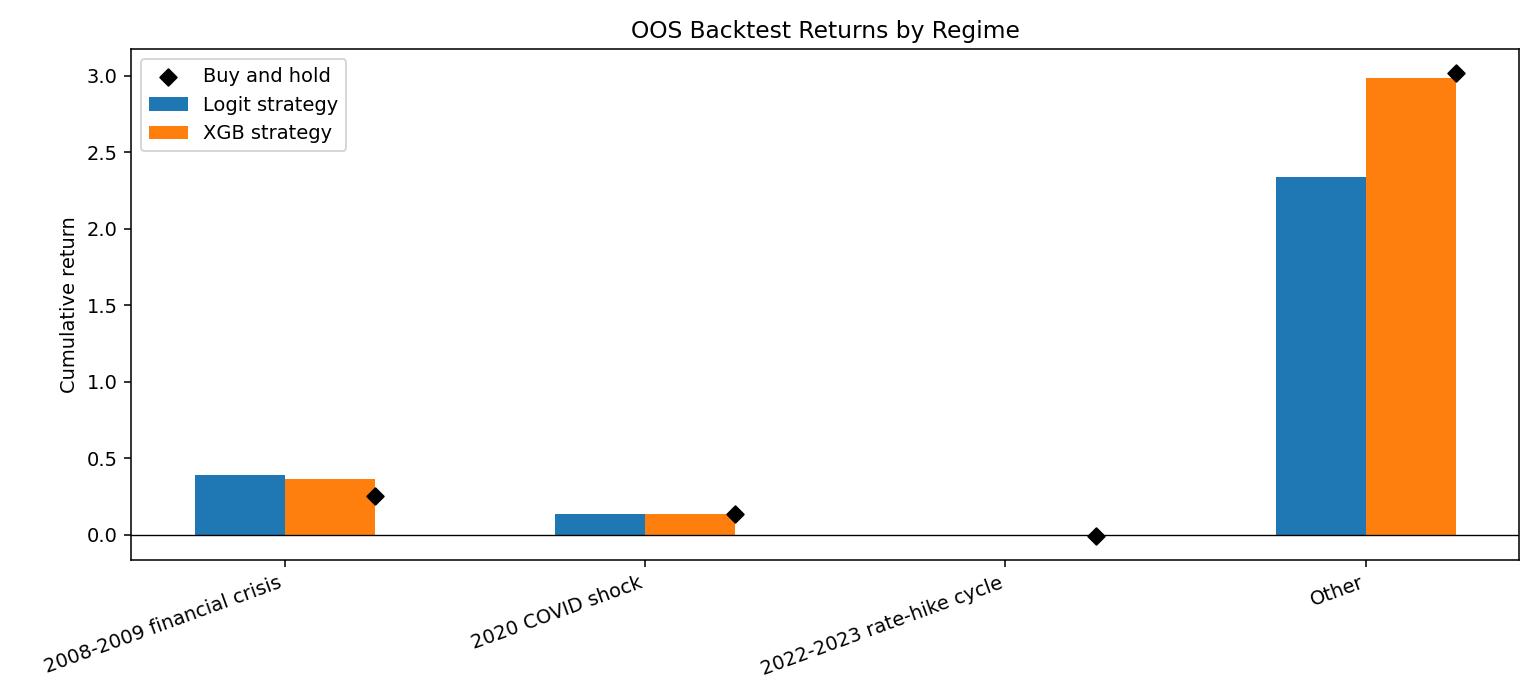 OOS Backtest Returns by Regime
Buy and hold
Logit strategy
XGB strategy
Cumulative return
3.0
2.5
2.0
1.5
1.0
0.5
0.0
2008-2009 financial crisis
2020 COVID shock
2022-2023 rate-hike cycle
Other